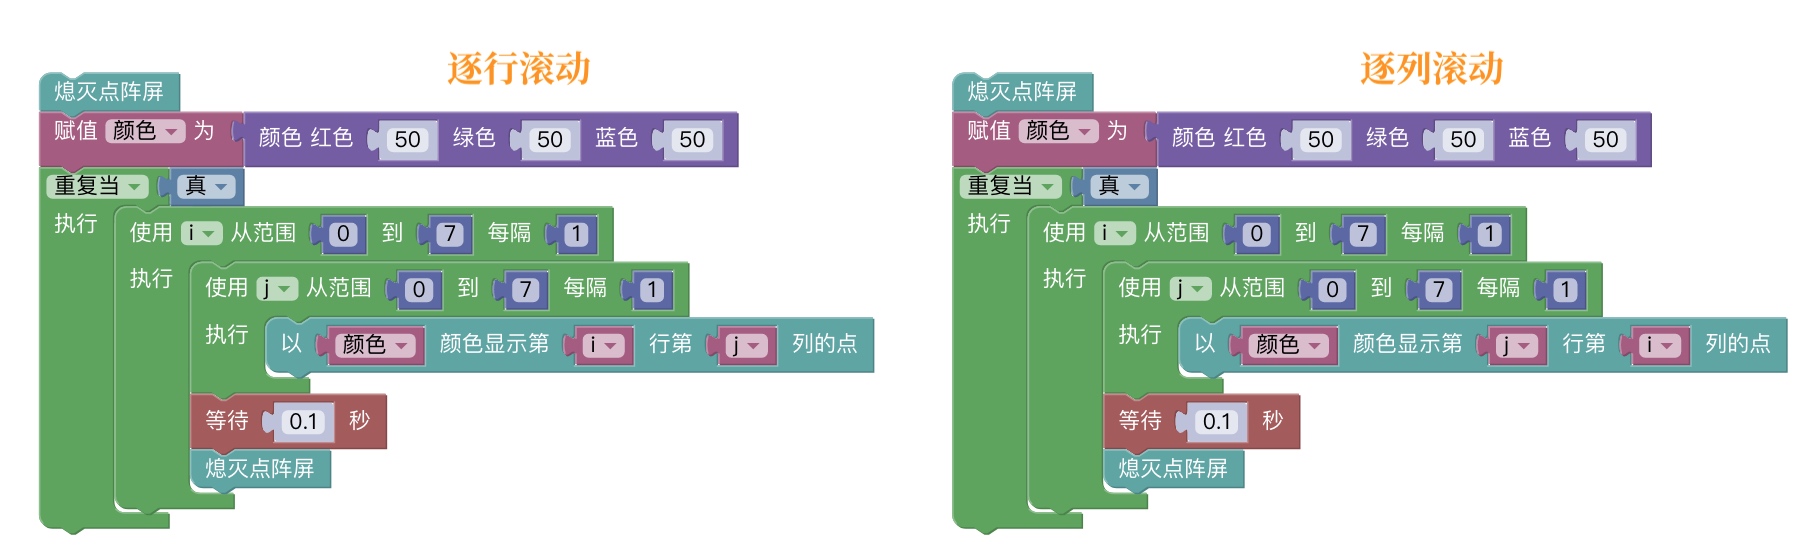 逐行滚动
熄灭点阵屏
赋值 颜色 为 颜色 红色 50 绿色 50 蓝色 50
重复当 真
执行 使用 i 从范围 0 到 7 每隔 1
执行 使用 j 从范围 0 到 7 每隔 1
执行 以 颜色 颜色显示第 i 行第 j 列的点
等待 0.1 秒
熄灭点阵屏
逐列滚动
熄灭点阵屏
赋值 颜色 为 颜色 红色 50 绿色 50 蓝色 50
重复当 真
执行 使用 i 从范围 0 到 7 每隔 1
执行 使用 j 从范围 0 到 7 每隔 1
执行 以 颜色 颜色显示第 j 行第 i 列的点
等待 0.1 秒
熄灭点阵屏